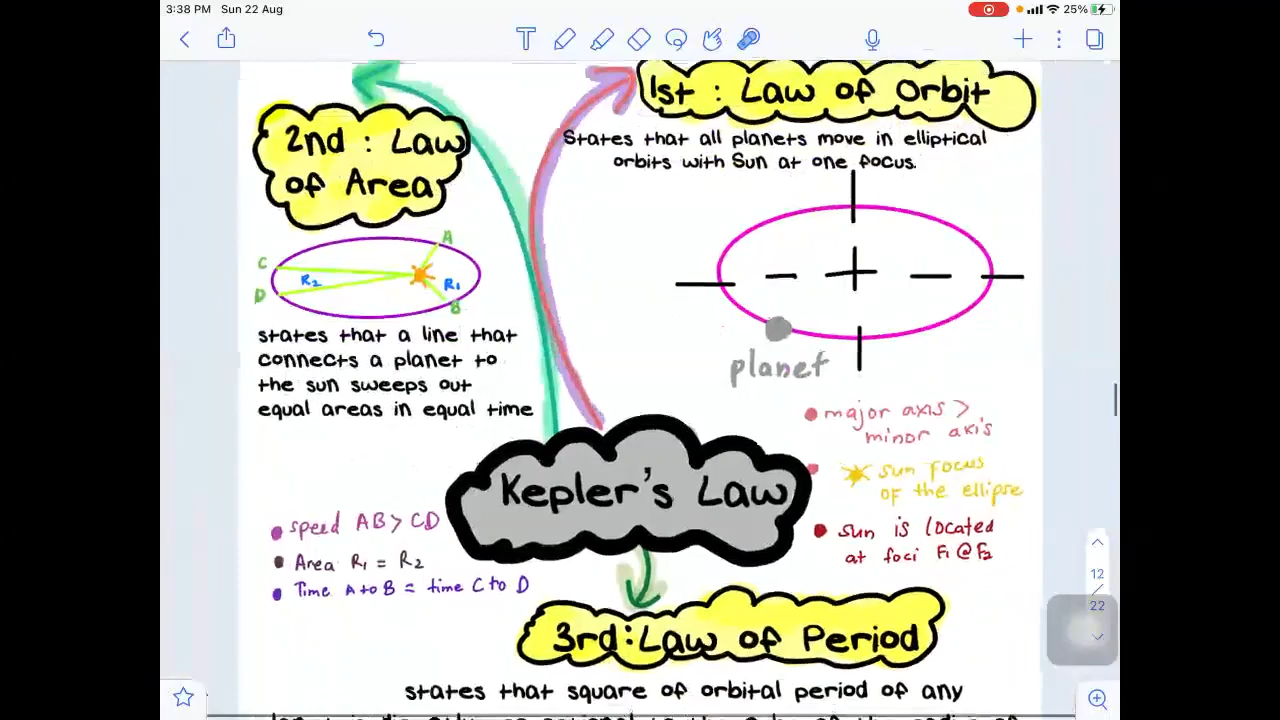 3:38 PM Sun 22 Aug
25%
1st : Law of Orbit
States that all planets move in elliptical
orbits with Sun at one focus.
planet
major axis >
minor axis
sun focus
of the ellipse
sun is located
at foci F1 @ F2
2nd : Law
of Area
A
C
R2
R1
D
B
states that a line that
connects a planet to
the sun sweeps out
equal areas in equal time
speed AB > CD
Area R1 = R2
Time A to B = time C to D
Kepler's Law
12
/
22
3rd : Law of Period
states that square of orbital period of any